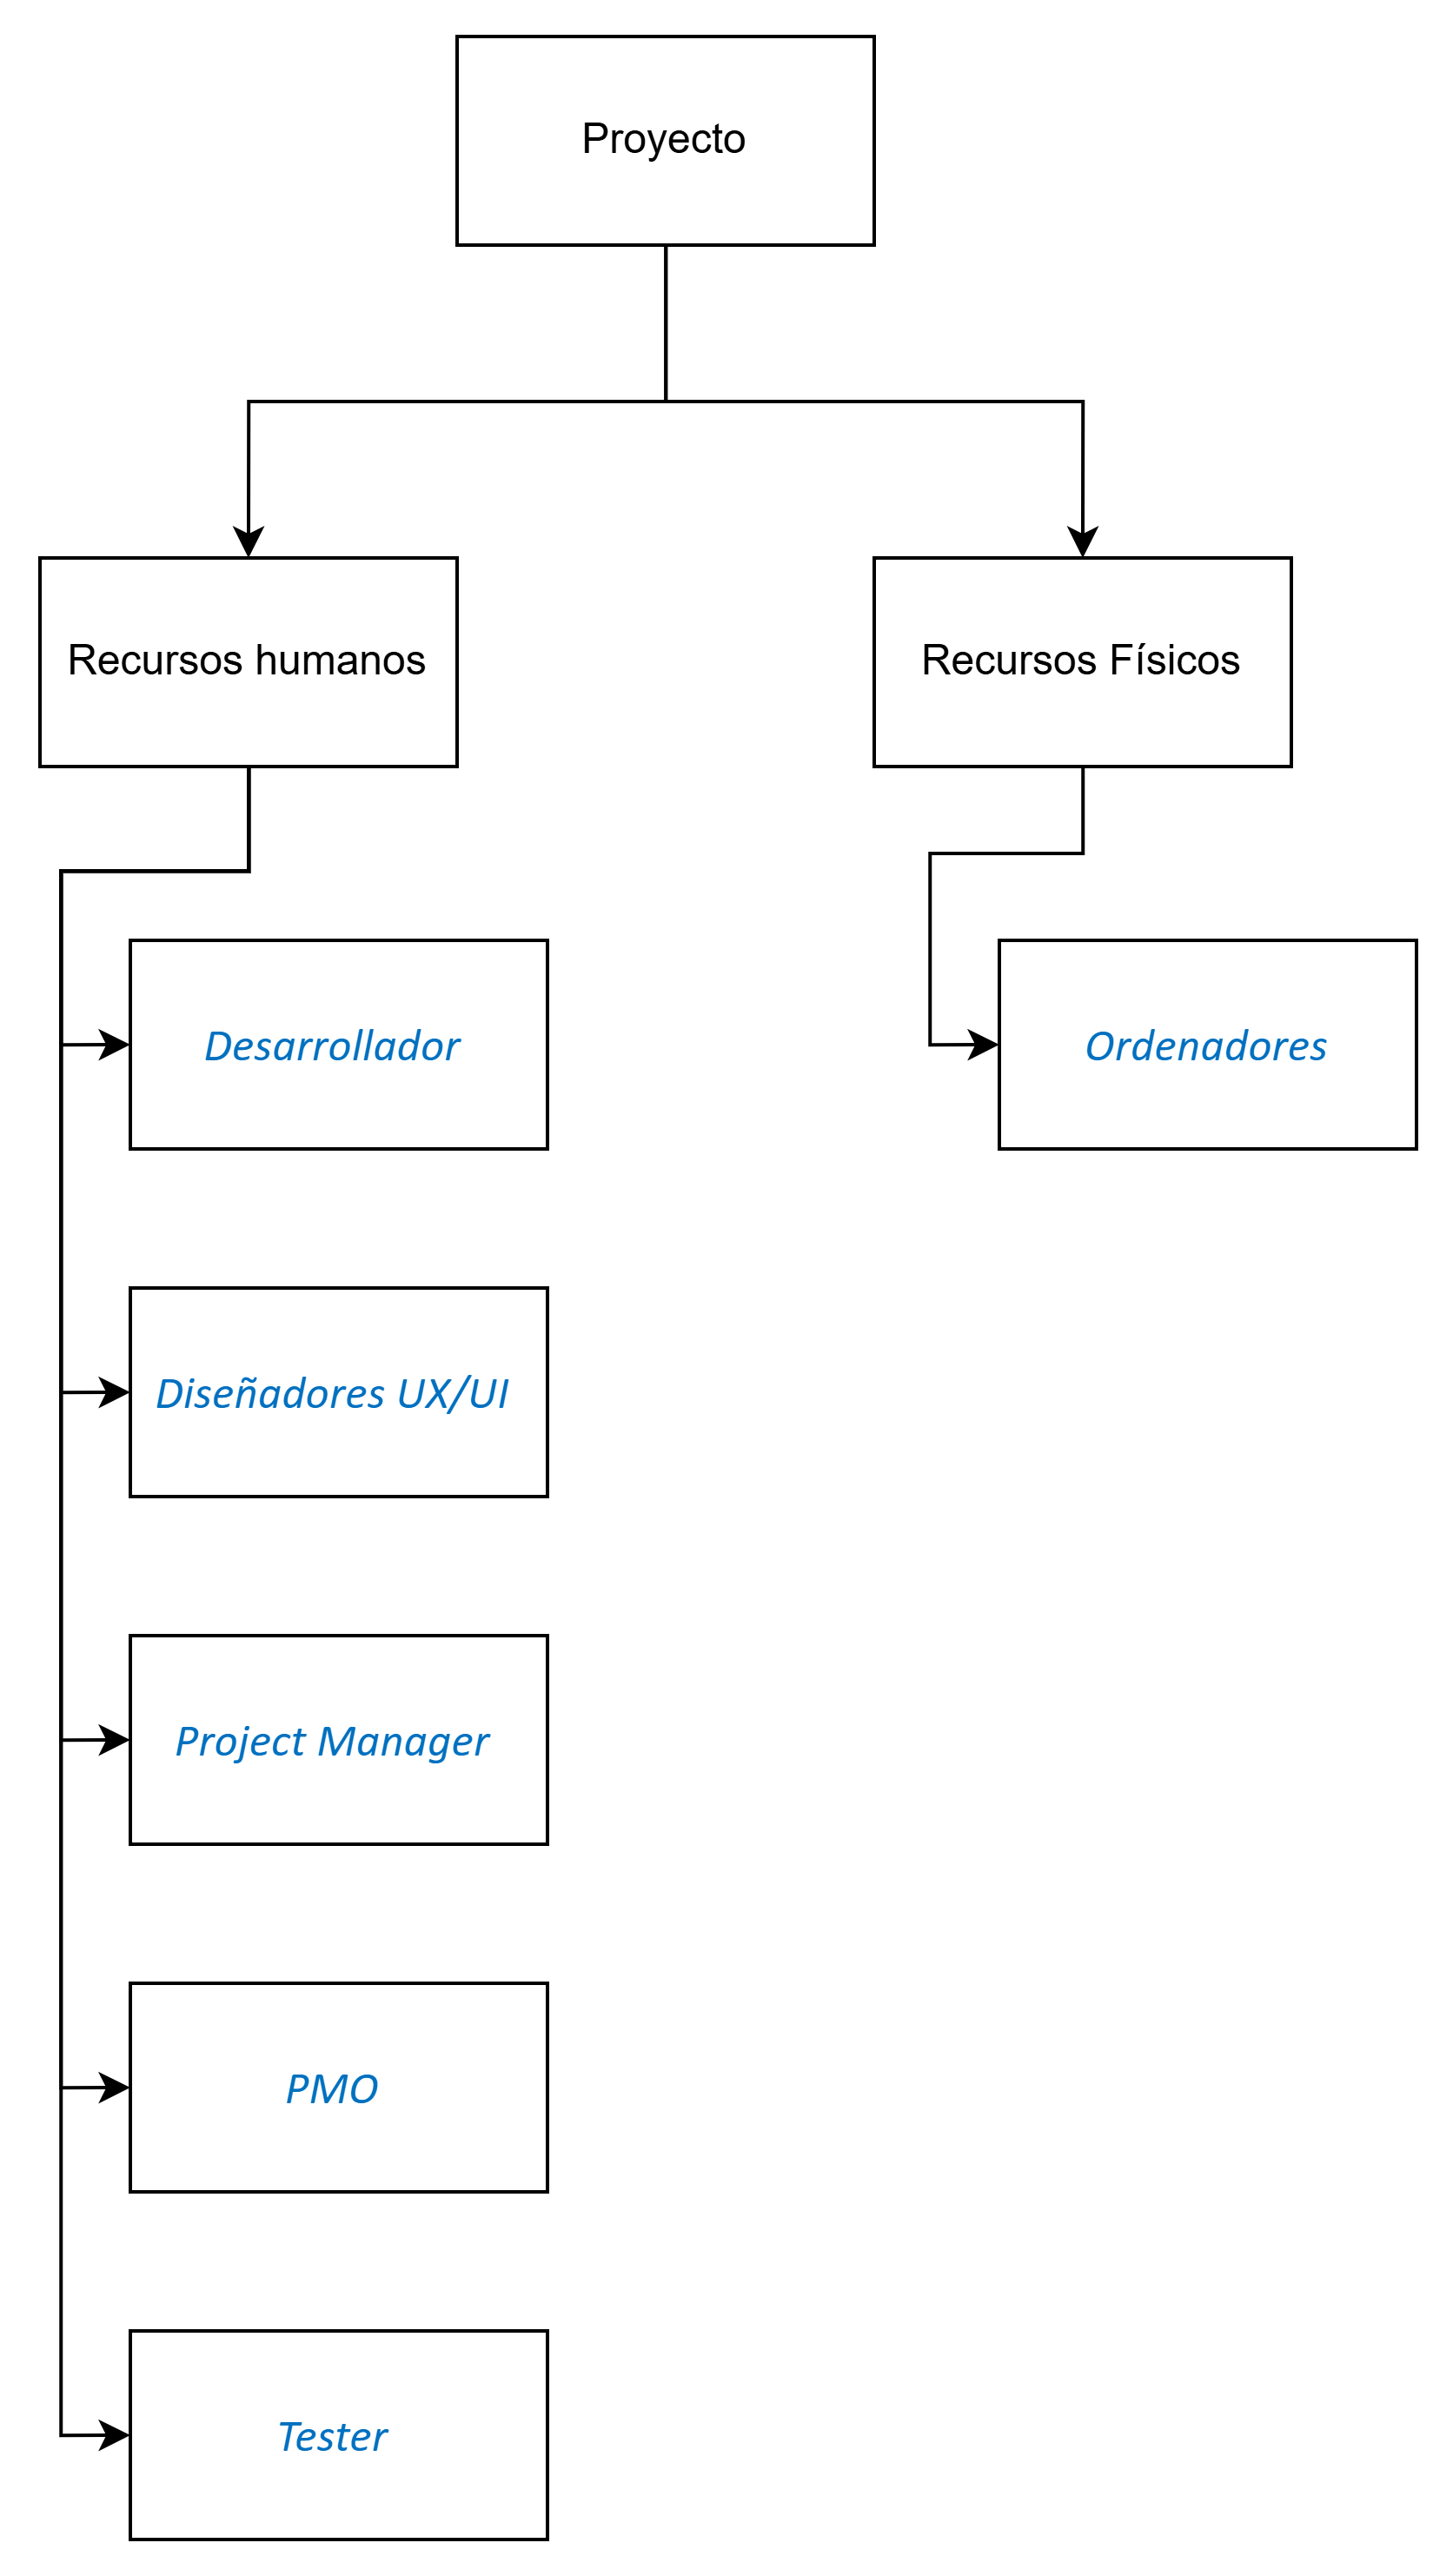 Proyecto
Recursos humanos
Recursos Físicos
Desarrollador
Ordenadores
Diseñadores UX/UI
Project Manager
PMO
Tester